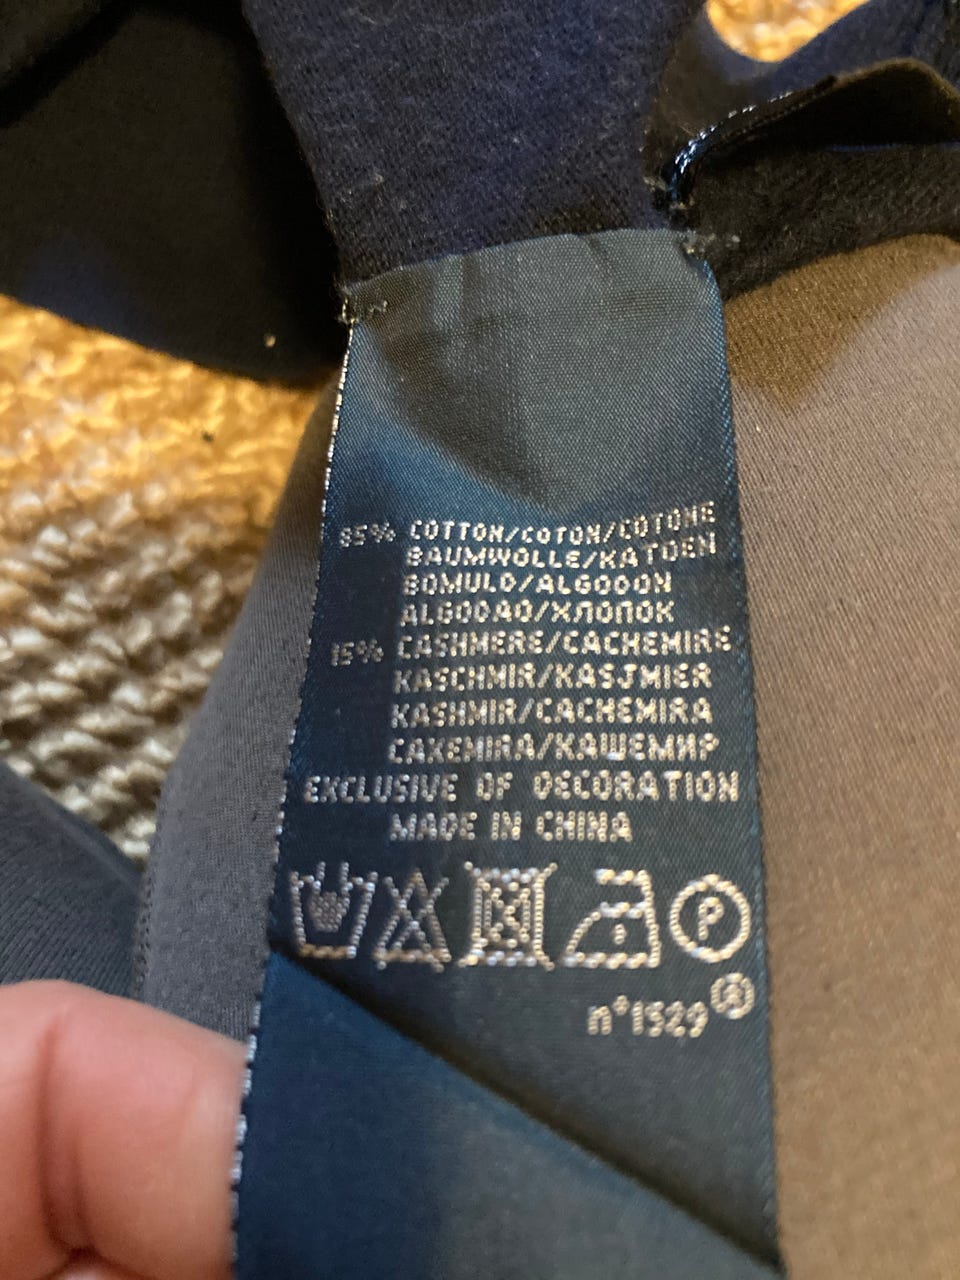 85% COTTON/COTON/COTONE
BAUMWOLLE/KATOEN
BOMULD/ALGODON
ALGODAO/ХЛОПОК
15% CASHMERE/CACHEMIRE
KASCHMIR/KASJMIER
KASHMIR/CACHEMIRA
CAXEMIRA/КАШЕМИР
EXCLUSIVE OF DECORATION
MADE IN CHINA
P
n°1529®